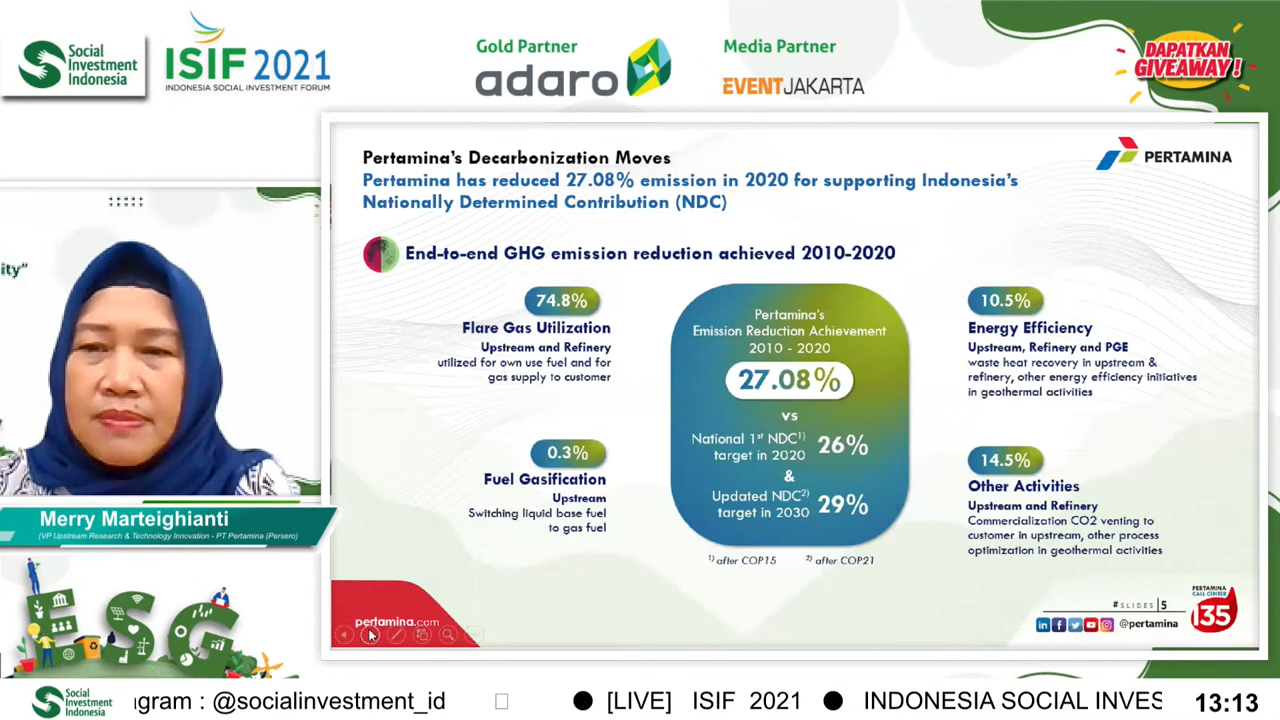 Social
Investment
Indonesia
ISIF 2021
INDONESIA SOCIAL INVESTMENT FORUM
Gold Partner
adaro
Media Partner
EVENTJAKARTA
DAPATKAN
GIVEAWAY !
ity"
Merry Marteighianti
(VP Upstream Research & Technology Innovation - PT Pertamina (Persero)
ESG
Pertamina's Decarbonization Moves
PERTAMINA
Pertamina has reduced 27.08% emission in 2020 for supporting Indonesia's
Nationally Determined Contribution (NDC)
End-to-end GHG emission reduction achieved 2010-2020
74.8%
Flare Gas Utilization
Upstream and Refinery
utilized for own use fuel and for
gas supply to customer
0.3%
Fuel Gasification
Upstream
Switching liquid base fuel
to gas fuel
Pertamina's
Emission Reduction Achievement
2010 - 2020
27.08%
vs
National 1st NDC1)
target in 2020
26%
&
Updated NDC2)
target in 2030
29%
1) after COP15 2) after COP21
10.5%
Energy Efficiency
Upstream, Refinery and PGE
waste heat recovery in upstream &
refinery, other energy efficiency initiatives
in geothermal activities
14.5%
Other Activities
Upstream and Refinery
Commercialization CO2 venting to
customer in upstream, other process
optimization in geothermal activities
pertamina.com
#SLIDES | 5
@pertamina
PERTAMINA
CALL CENTER
135
Social
Investment
Indonesia
agram : @socialinvestment_id
● [LIVE] ISIF 2021 ● INDONESIA SOCIAL INVES
13:13